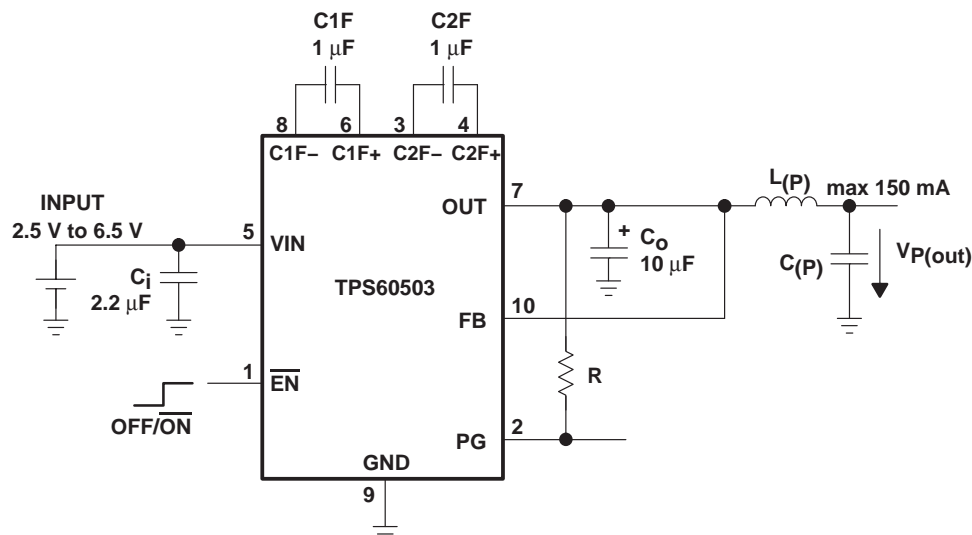 C1F
1 μF
C2F
1 μF
8
6
3
4
C1F–
C1F+
C2F–
C2F+
INPUT
2.5 V to 6.5 V
5
VIN
OUT
7
L(P)
max 150 mA
Ci
2.2 μF
TPS60503
+
Co
10 μF
C(P)
VP(out)
FB
10
1
EN
OFF/ON
R
PG
2
GND
9